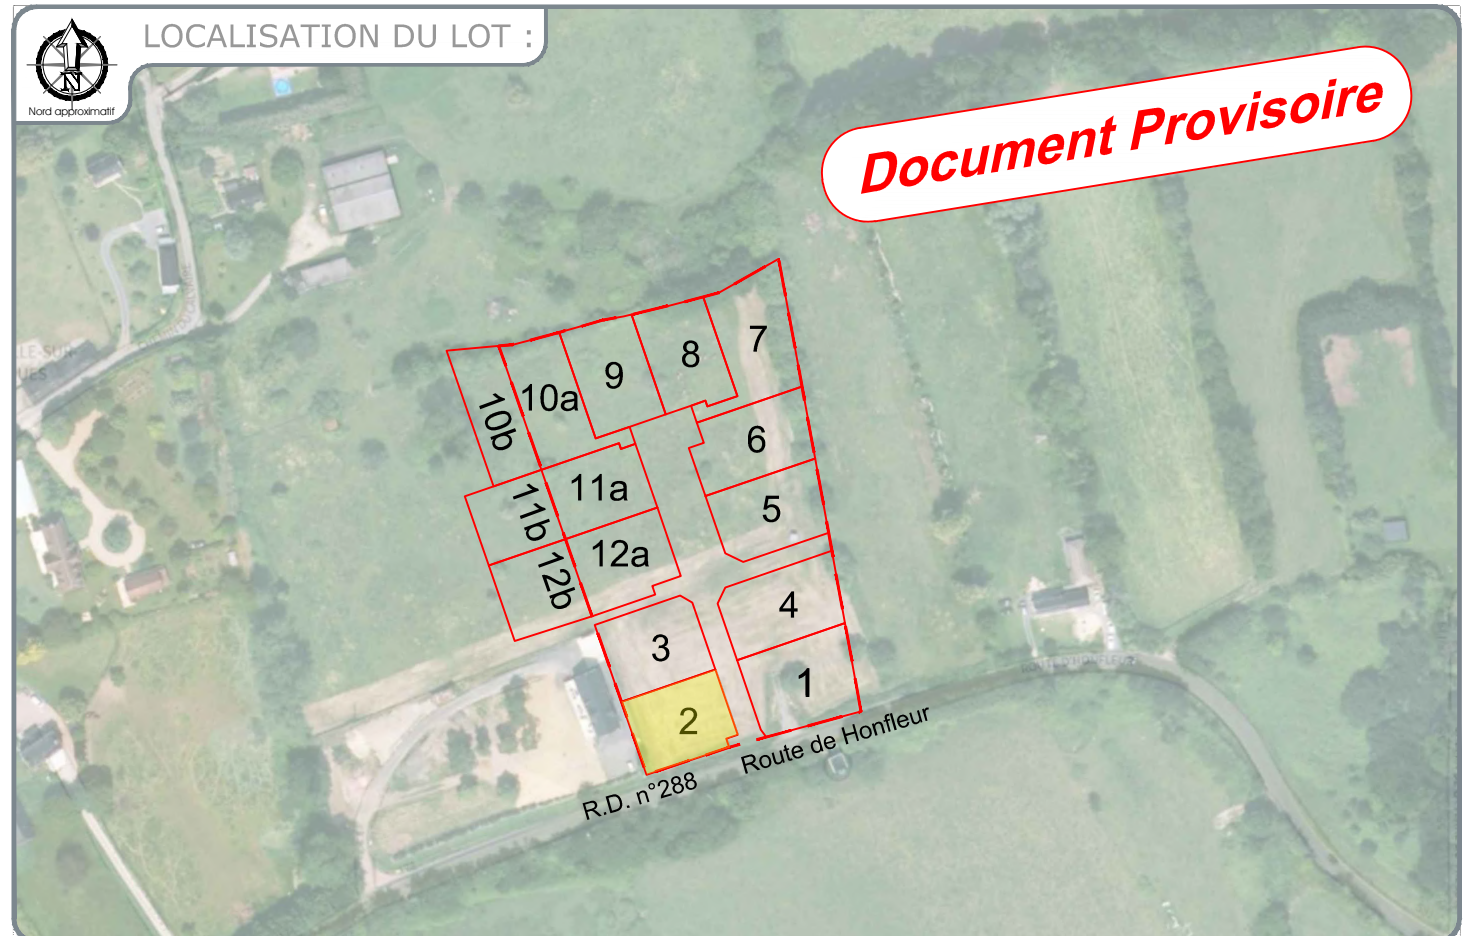 LOCALISATION DU LOT :
N
Nord approximatif
Document Provisoire
7
8
9
10a
10b
6
11a
11b
5
12a
12b
4
3
1
2
Route de Honfleur
R.D. n°288